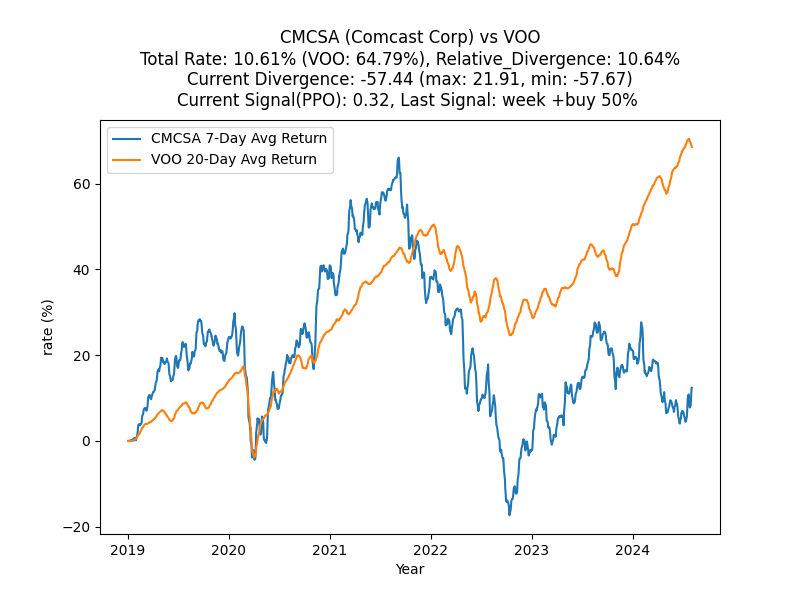 CMCSA (Comcast Corp) vs VOO
Total Rate: 10.61% (VOO: 64.79%), Relative_Divergence: 10.64%
Current Divergence: -57.44 (max: 21.91, min: -57.67)
Current Signal(PPO): 0.32, Last Signal: week +buy 50%
CMCSA 7-Day Avg Return
VOO 20-Day Avg Return
rate (%)
60
40
20
0
−20
2019 2020 2021 2022 2023 2024
Year